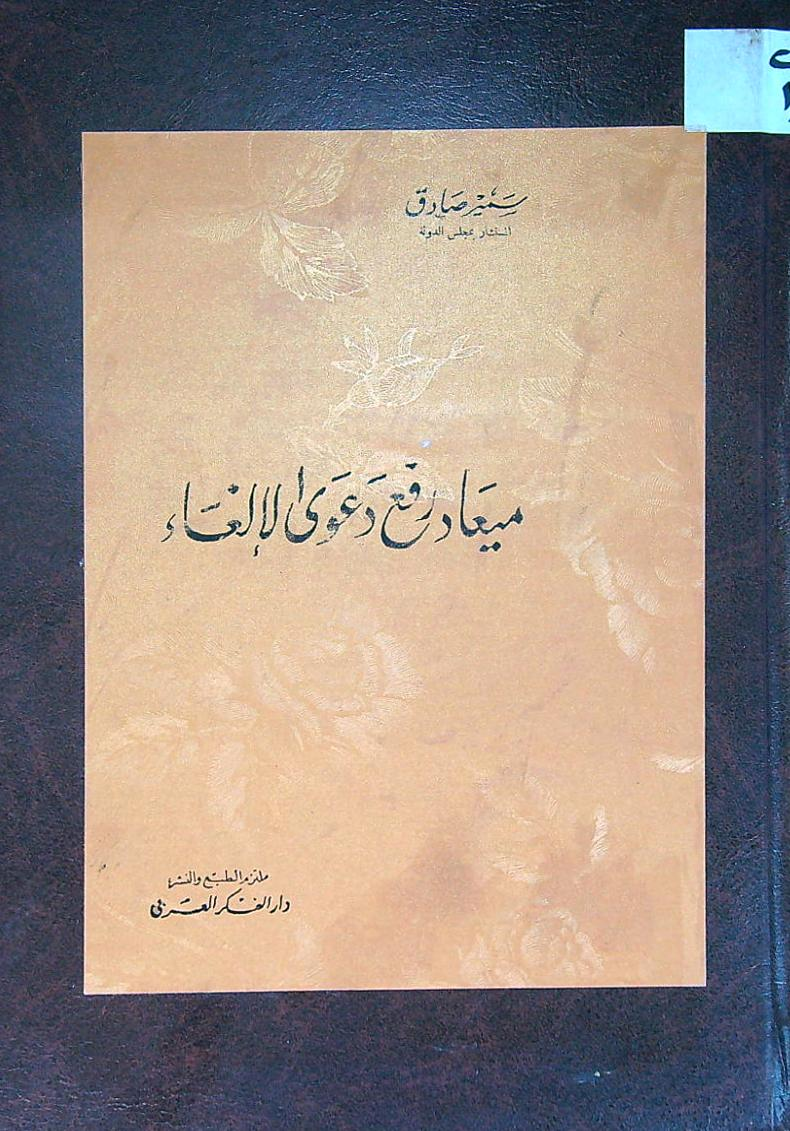 سمير صادق
المستشار بمجلس الدولة
ميعاد رفع دعوى الإلغاء
ملتزم الطبع والنشر
دار الفكر العربي